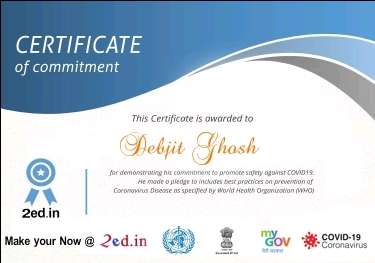 CERTIFICATE
of commitment
This Certificate is awarded to
Debjit Ghosh
for demonstrating his commitment to promote safety against COVID19.
He made a pledge to includes best practices on prevention of
Coronavirus Disease as specified by World Health Organization (WHO)
2ed.in
Make your Now @ 2ed.in
my
GOV
मेरी सरकार
COVID-19
Coronavirus